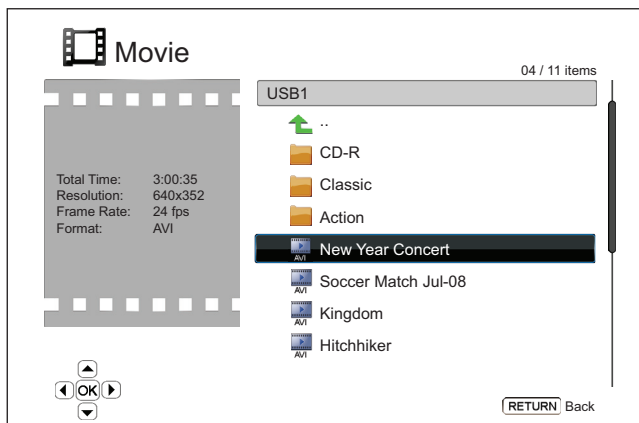 Movie
04 / 11 items
USB1
..
CD-R
Classic
Action
New Year Concert
AVI
Soccer Match Jul-08
AVI
Kingdom
AVI
Hitchhiker
AVI
Total Time: 3:00:35
Resolution: 640x352
Frame Rate: 24 fps
Format: AVI
OK
RETURN Back